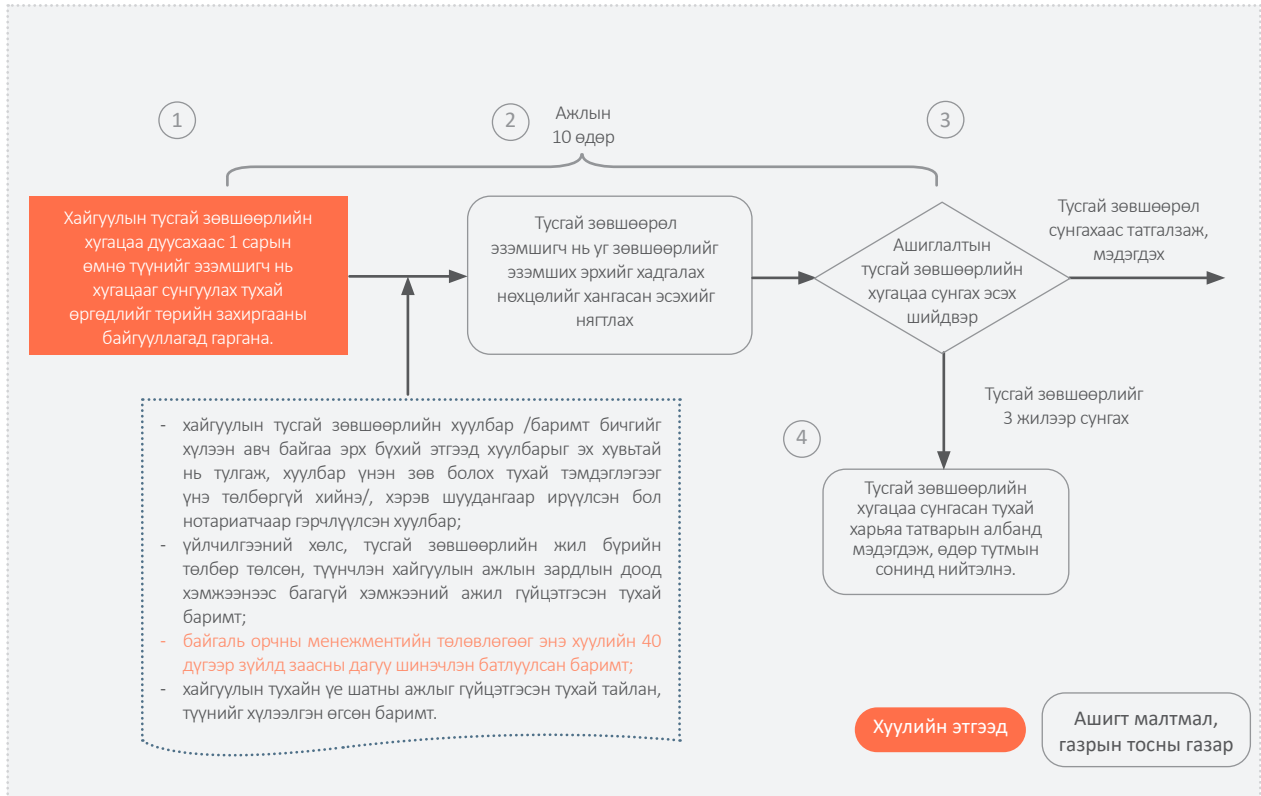 1
2
Ажлын
10 өдөр
3
Хайгуулын тусгай зөвшөөрлийн
хугацаа дуусахаас 1 сарын
өмнө түүнийг эзэмшигч нь
хугацааг сунгуулах тухай
өргөдлийг төрийн захиргааны
байгууллагад гаргана.
Тусгай зөвшөөрөл
эзэмшигч нь уг зөвшөөрлийг
эзэмших эрхийг хадгалах
нөхцөлийг хангасан эсэхийг
нягтлах
Ашиглалтын
тусгай зөвшөөрлийн
хугацаа сунгах эсэх
шийдвэр
Тусгай зөвшөөрөл
сунгахаас татгалзаж,
мэдэгдэх
Тусгай зөвшөөрлийг
3 жилээр сунгах
- хайгуулын тусгай зөвшөөрлийн хуулбар /баримт бичгийг
хүлээн авч байгаа эрх бүхий этгээд хуулбарыг эх хувьтай
нь тулгаж, хуулбар үнэн зөв болох тухай тэмдэглэгээг
үнэ төлбөргүй хийнэ/, хэрэв шуудангаар ирүүлсэн бол
нотариатчаар гэрчлүүлсэн хуулбар;
- үйлчилгээний хөлс, тусгай зөвшөөрлийн жил бүрийн
төлбөр төлсөн, түүнчлэн хайгуулын ажлын зардлын доод
хэмжээнээс багагүй хэмжээний ажил гүйцэтгэсэн тухай
баримт;
- байгаль орчны менежментийн төлөвлөгөөг энэ хуулийн 40
дүгээр зүйлд заасны дагуу шинэчлэн батлуулсан баримт;
- хайгуулын тухайн үе шатны ажлыг гүйцэтгэсэн тухай тайлан,
түүнийг хүлээлгэн өгсөн баримт.
4
Тусгай зөвшөөрлийн
хугацаа сунгасан тухай
харьяа татварын албанд
мэдэгдэж, өдөр тутмын
сонинд нийтэлнэ.
Хуулийн этгээд
Ашигт малтмал,
газрын тосны газар